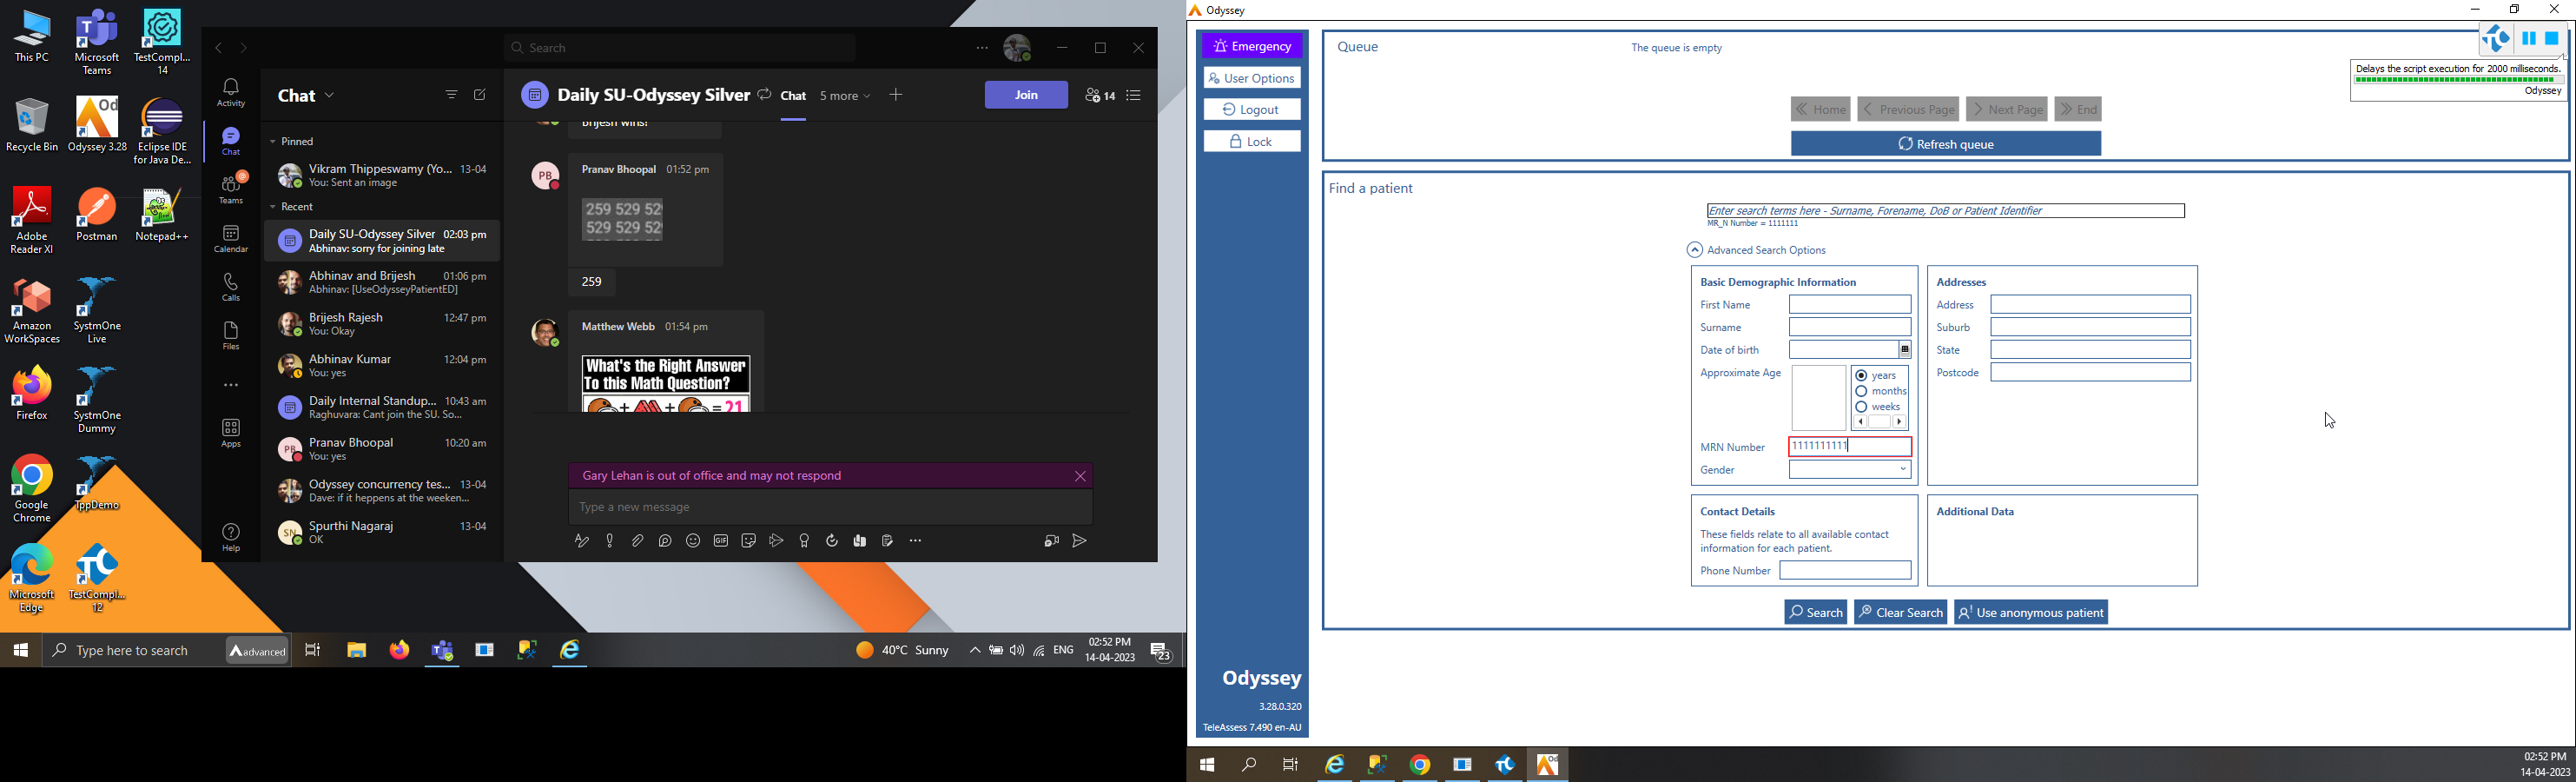 This PC
Microsoft
Teams
TestCompl...
14
Recycle Bin
Odyssey 3.28
Eclipse IDE
for Java De...
Adobe
Reader XI
Postman
Notepad++
Amazon
WorkSpaces
SystmOne
Live
Firefox
SystmOne
Dummy
Google
Chrome
TppDemo
Microsoft
Edge
TestCompl...
12
Search
Activity
Chat
Teams
Calendar
Calls
Files
Apps
Help
Chat
Pinned
Vikram Thippeswamy (Yo... 13-04
You: Sent an image
Recent
Daily SU-Odyssey Silver 02:03 pm
Abhinav: sorry for joining late
Abhinav and Brijesh 01:06 pm
Abhinav: [UseOdysseyPatientED]
Brijesh Rajesh 12:47 pm
You: Okay
Abhinav Kumar 12:04 pm
You: yes
Daily Internal Standup... 10:43 am
Raghuvara: Cant join the SU. So...
PB
Pranav Bhoopal 10:20 am
You: yes
Odyssey concurrency tes... 13-04
Dave: if it heppens at the weeken...
SN
Spurthi Nagaraj 13-04
OK
Daily SU-Odyssey Silver Chat 5 more
Join 14
Brijesh wins!
PB
Pranav Bhoopal 01:52 pm
259 529 52
529 529 52
259
Matthew Webb 01:54 pm
What's the Right Answer
To this Math Question?
+ + =21
Gary Lehan is out of office and may not respond
Type a new message
GIF
Type here to search
advanced
40°C Sunny
ENG
02:52 PM
14-04-2023
23
Odyssey
Emergency
User Options
Logout
Lock
Odyssey
3.28.0.320
TeleAssess 7.490 en-AU
Queue
The queue is empty
Delays the script execution for 2000 milliseconds.
Odyssey
Home
Previous Page
Next Page
End
Refresh queue
Find a patient
Enter search terms here - Surname, Forename, DoB or Patient Identifier
MR_N Number = 1111111
Advanced Search Options
Basic Demographic Information
First Name
Surname
Date of birth
Approximate Age
years
months
weeks
MRN Number 1111111111
Gender
Addresses
Address
Suburb
State
Postcode
Contact Details
These fields relate to all available contact
information for each patient.
Phone Number
Additional Data
Search
Clear Search
Use anonymous patient
Od
02:52 PM
14-04-2023